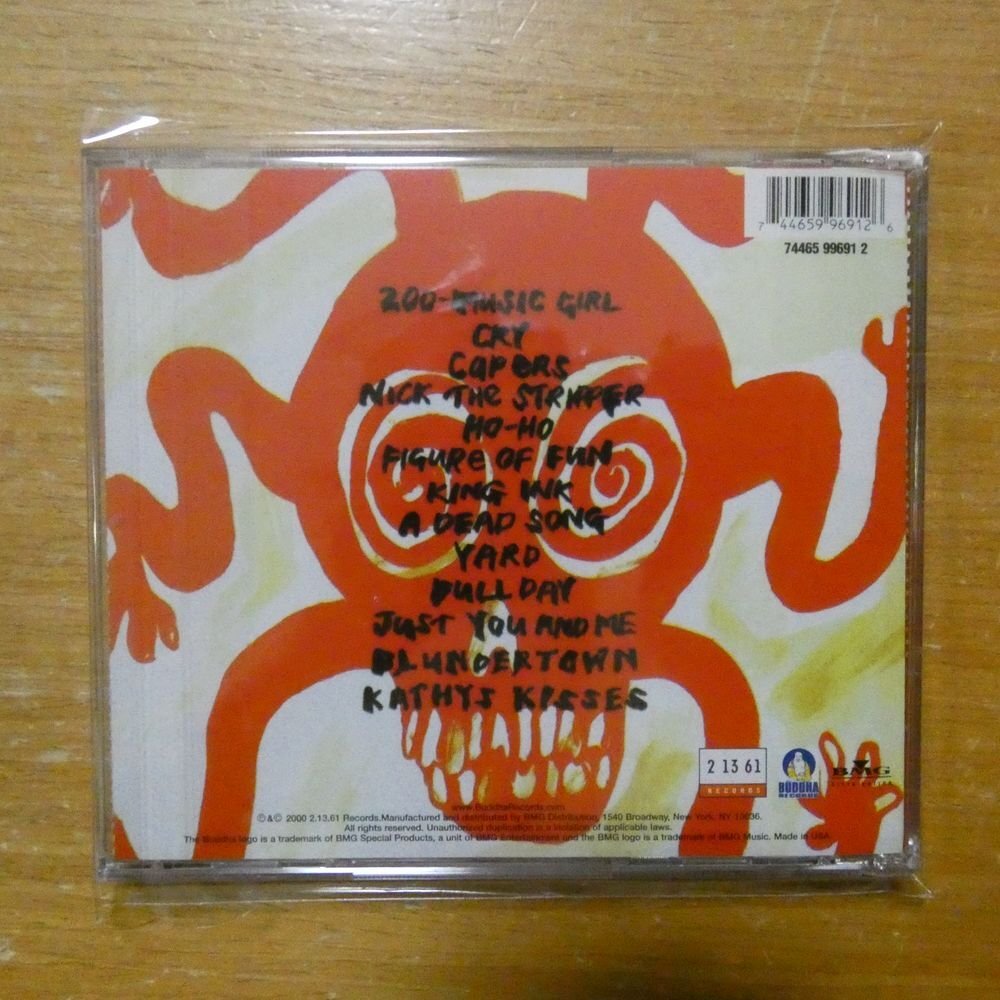 7 44659 96912 6
74465 99691 2
ZOO-MUSIC GIRL
CRY
CAPERS
NICK THE STRIPPER
HO-HO
FIGURE OF FUN
KING INK
A DEAD SONG
YARD
DULL DAY
JUST YOU AND ME
BLUNDERTOWN
KATHYS KISSES
2 13 61
RECORDS
BUDDHA
RECORDS
BMG
www.BuddhaRecords.com
℗&© 2000 2.13.61 Records.Manufactured and distributed by BMG Distribution, 1540 Broadway, New York, NY 10036.
All rights reserved. Unauthorized duplication is a violation of applicable laws.
The Buddha logo is a trademark of BMG Special Products, a unit of BMG Entertainment and the BMG logo is a trademark of BMG Music. Made in USA.